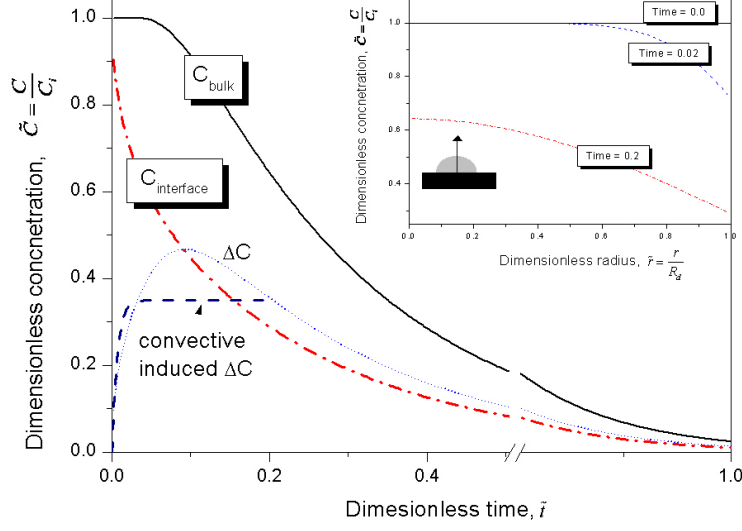 Dimensionless concnetration, C̃ = C/Cᵢ
1.0
0.8
0.6
0.4
0.2
0.0
0.0
0.2
0.4
1.0
Dimesionless time, t̃
C bulk
C interface
ΔC
convective
induced ΔC
Dimensionless concnetration, C̃ = C/Cᵢ
1.0
0.8
0.6
0.4
0.0
0.2
0.4
0.6
0.8
1.0
Dimensionless radius, r̃ = r/R_d
Time = 0.0
Time = 0.02
Time = 0.2